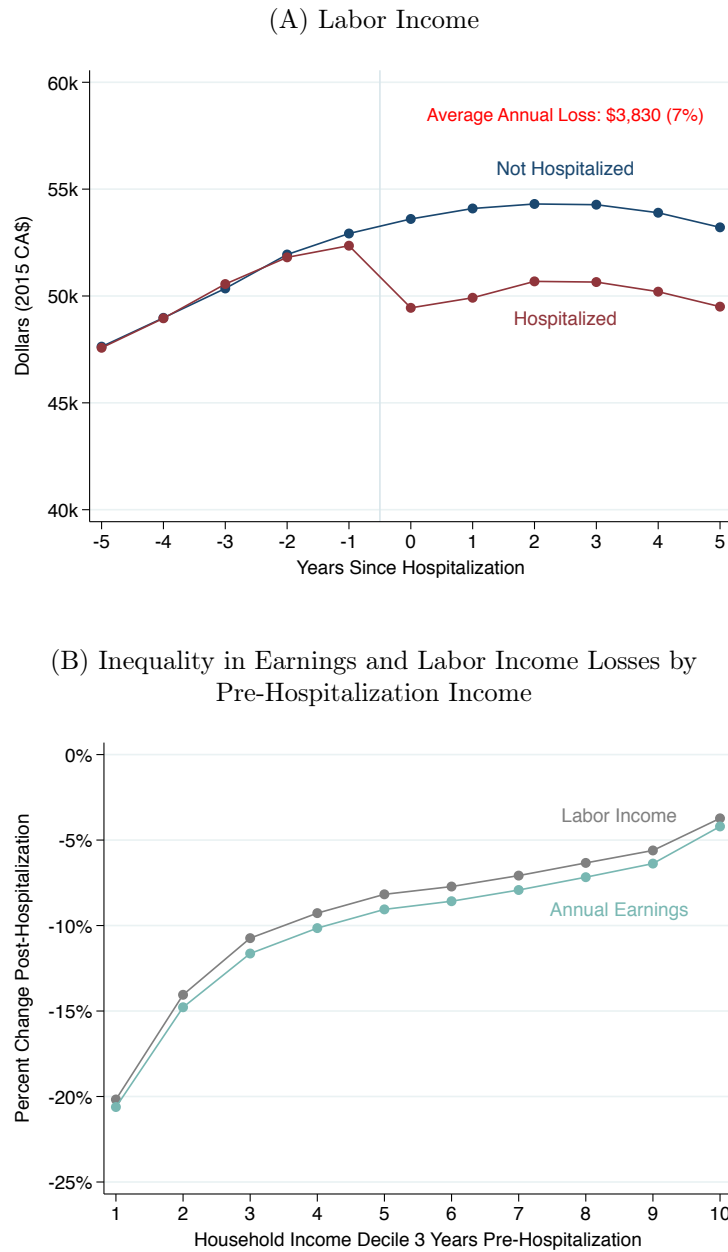 (A) Labor Income
60k
Average Annual Loss: $3,830 (7%)
Not Hospitalized
55k
Dollars (2015 CA$)
50k
Hospitalized
45k
40k
-5 -4 -3 -2 -1 0 1 2 3 4 5
Years Since Hospitalization
(B) Inequality in Earnings and Labor Income Losses by
Pre-Hospitalization Income
0%
Labor Income
-5%
Annual Earnings
Percent Change Post-Hospitalization
-10%
-15%
-20%
-25%
1 2 3 4 5 6 7 8 9 10
Household Income Decile 3 Years Pre-Hospitalization